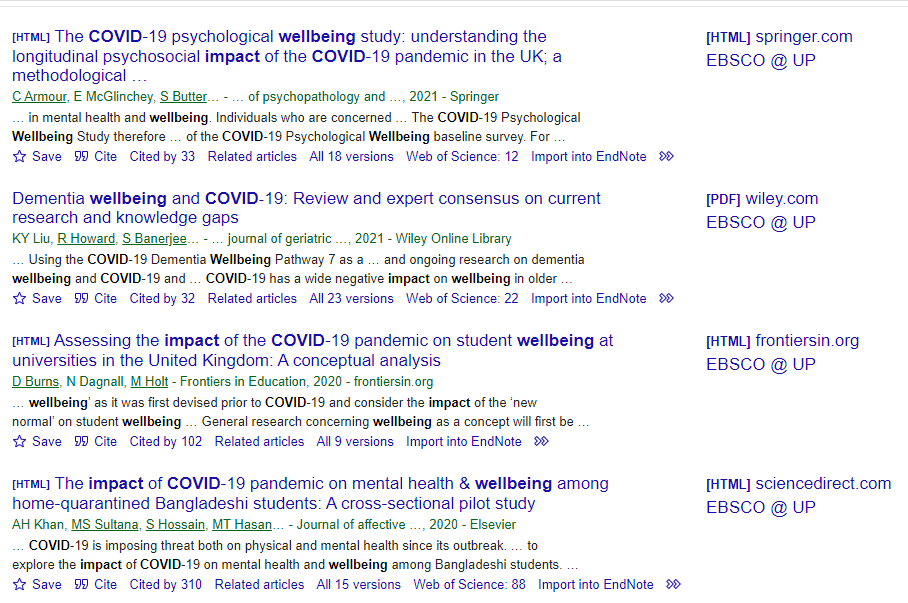 [HTML] The COVID-19 psychological wellbeing study: understanding the
longitudinal psychosocial impact of the COVID-19 pandemic in the UK; a
methodological …
C Armour, E McGlinchey, S Butter… - … of psychopathology and …, 2021 - Springer
… in mental health and wellbeing. Individuals who are concerned … The COVID-19 Psychological
Wellbeing Study therefore … of the COVID-19 Psychological Wellbeing baseline survey. For …
Save Cite Cited by 33 Related articles All 18 versions Web of Science: 12 Import into EndNote
[HTML] springer.com
EBSCO @ UP
Dementia wellbeing and COVID-19: Review and expert consensus on current
research and knowledge gaps
KY Liu, R Howard, S Banerjee… - … journal of geriatric …, 2021 - Wiley Online Library
… Using the COVID-19 Dementia Wellbeing Pathway 7 as a … and ongoing research on dementia
wellbeing and COVID-19 and … COVID-19 has a wide negative impact on wellbeing in older …
Save Cite Cited by 32 Related articles All 23 versions Web of Science: 22 Import into EndNote
[PDF] wiley.com
EBSCO @ UP
[HTML] Assessing the impact of the COVID-19 pandemic on student wellbeing at
universities in the United Kingdom: A conceptual analysis
D Burns, N Dagnall, M Holt - Frontiers in Education, 2020 - frontiersin.org
… wellbeing' as it was first devised prior to COVID-19 and consider the impact of the 'new
normal' on student wellbeing … General research concerning wellbeing as a concept will first be …
Save Cite Cited by 102 Related articles All 9 versions Import into EndNote
[HTML] frontiersin.org
EBSCO @ UP
[HTML] The impact of COVID-19 pandemic on mental health & wellbeing among
home-quarantined Bangladeshi students: A cross-sectional pilot study
AH Khan, MS Sultana, S Hossain, MT Hasan… - Journal of affective …, 2020 - Elsevier
… COVID-19 is imposing threat both on physical and mental health since its outbreak. … to
explore the impact of COVID-19 on mental health and wellbeing among Bangladeshi students. …
Save Cite Cited by 310 Related articles All 15 versions Web of Science: 88 Import into EndNote
[HTML] sciencedirect.com
EBSCO @ UP